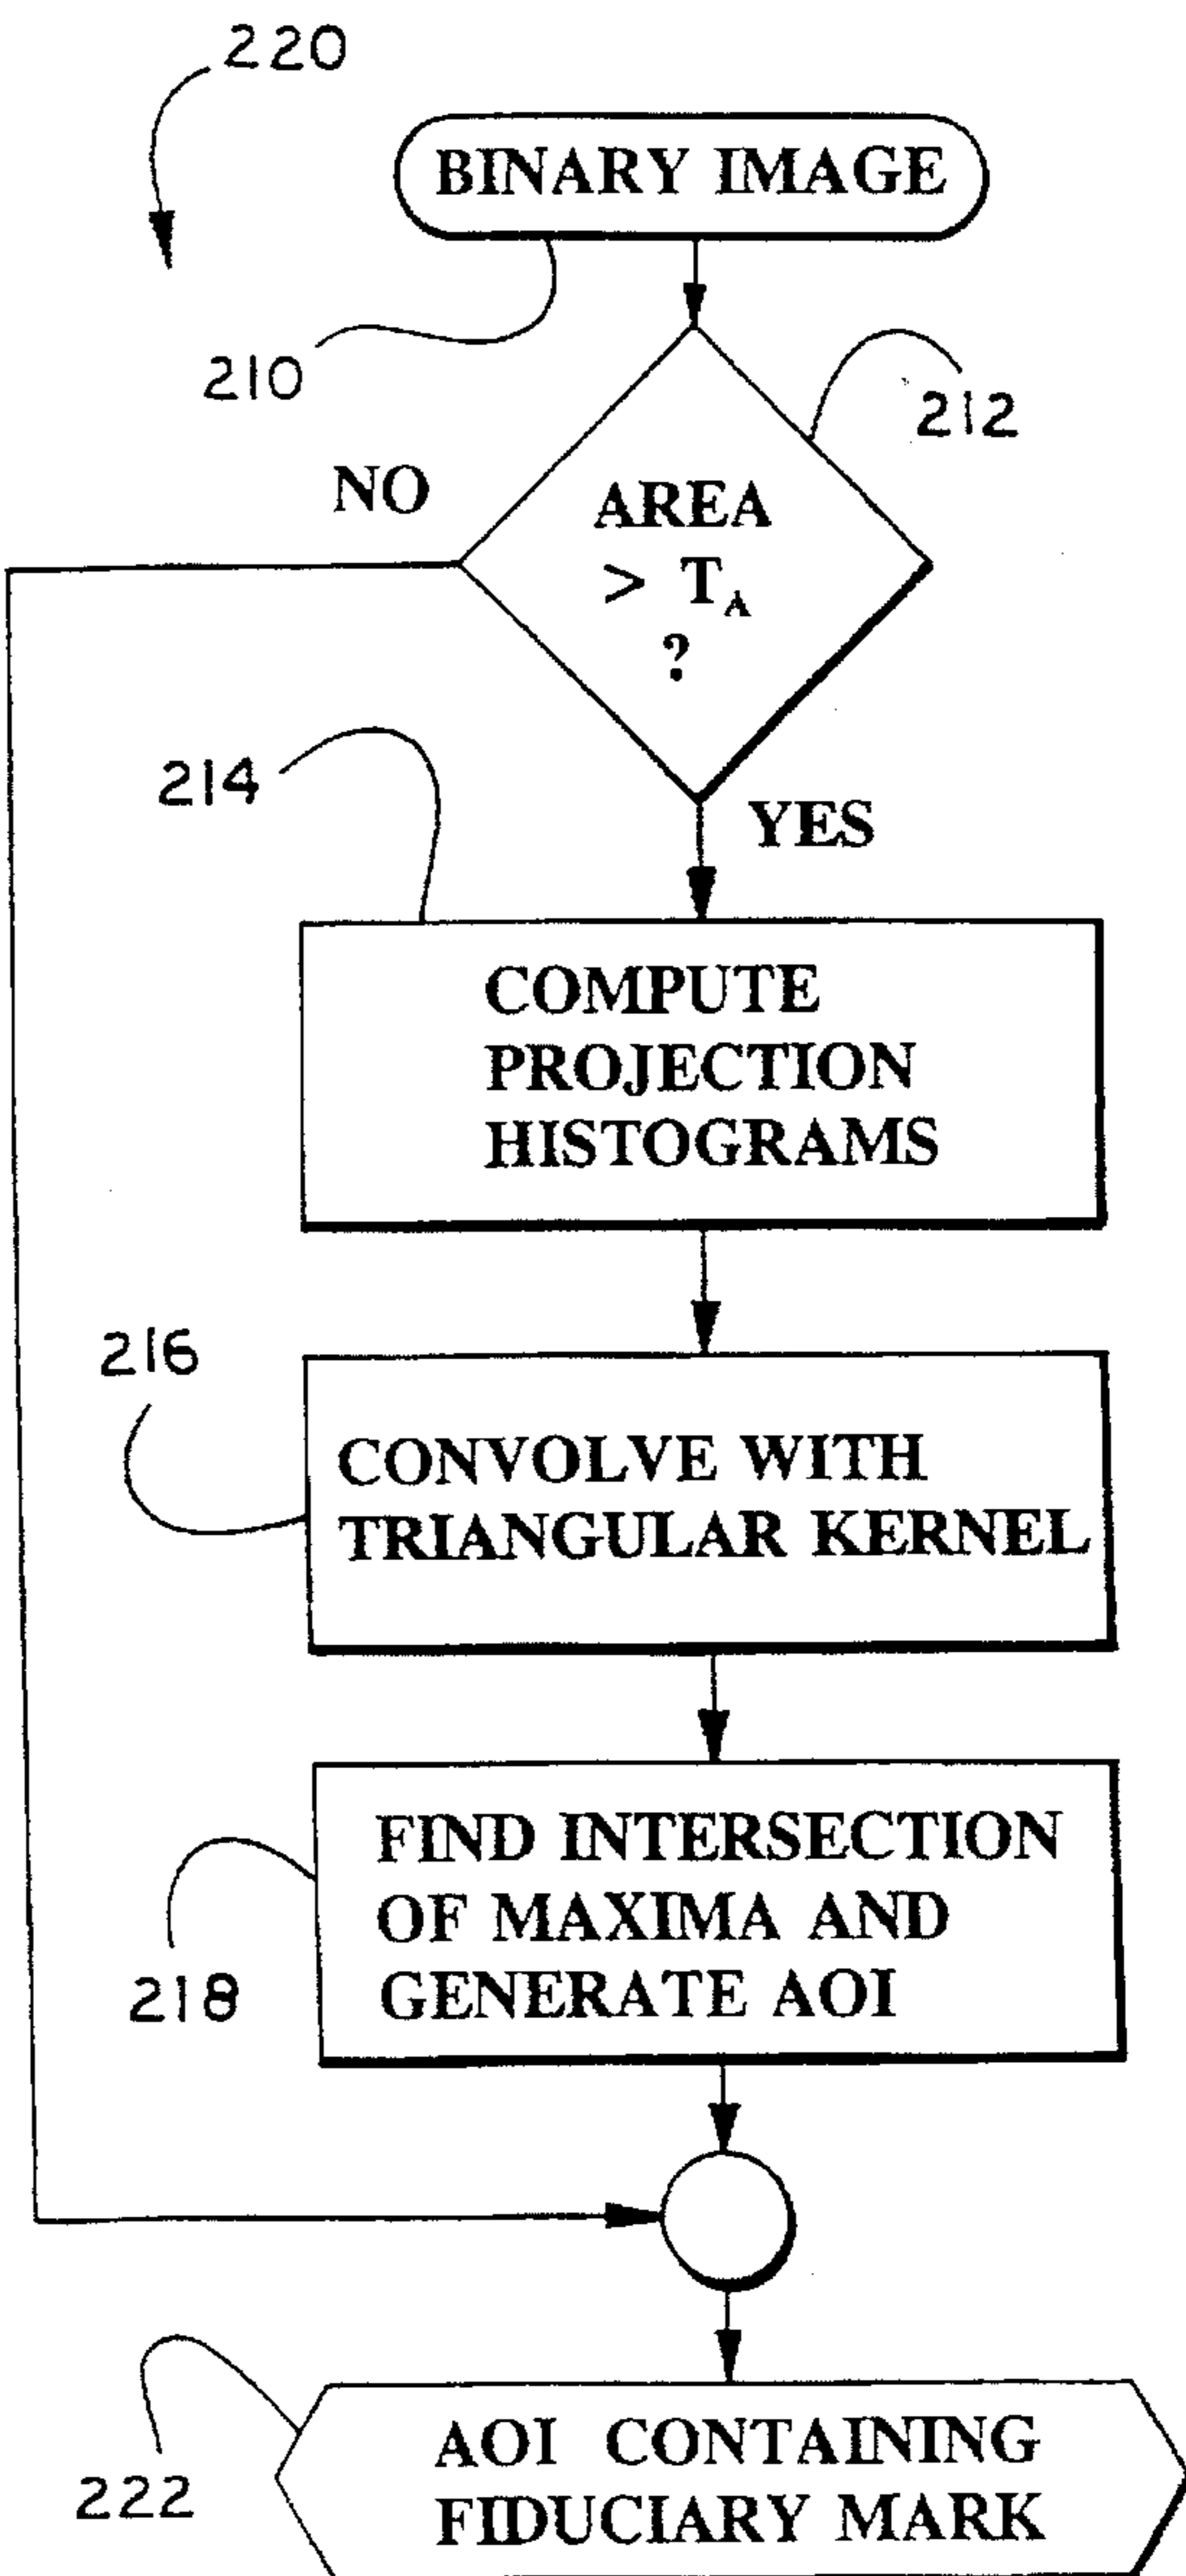 220
BINARY IMAGE
210
212
NO
AREA
> T_A
?
214
YES
COMPUTE
PROJECTION
HISTOGRAMS
216
CONVOLVE WITH
TRIANGULAR KERNEL
FIND INTERSECTION
OF MAXIMA AND
GENERATE AOI
218
AOI CONTAINING
FIDUCIARY MARK
222